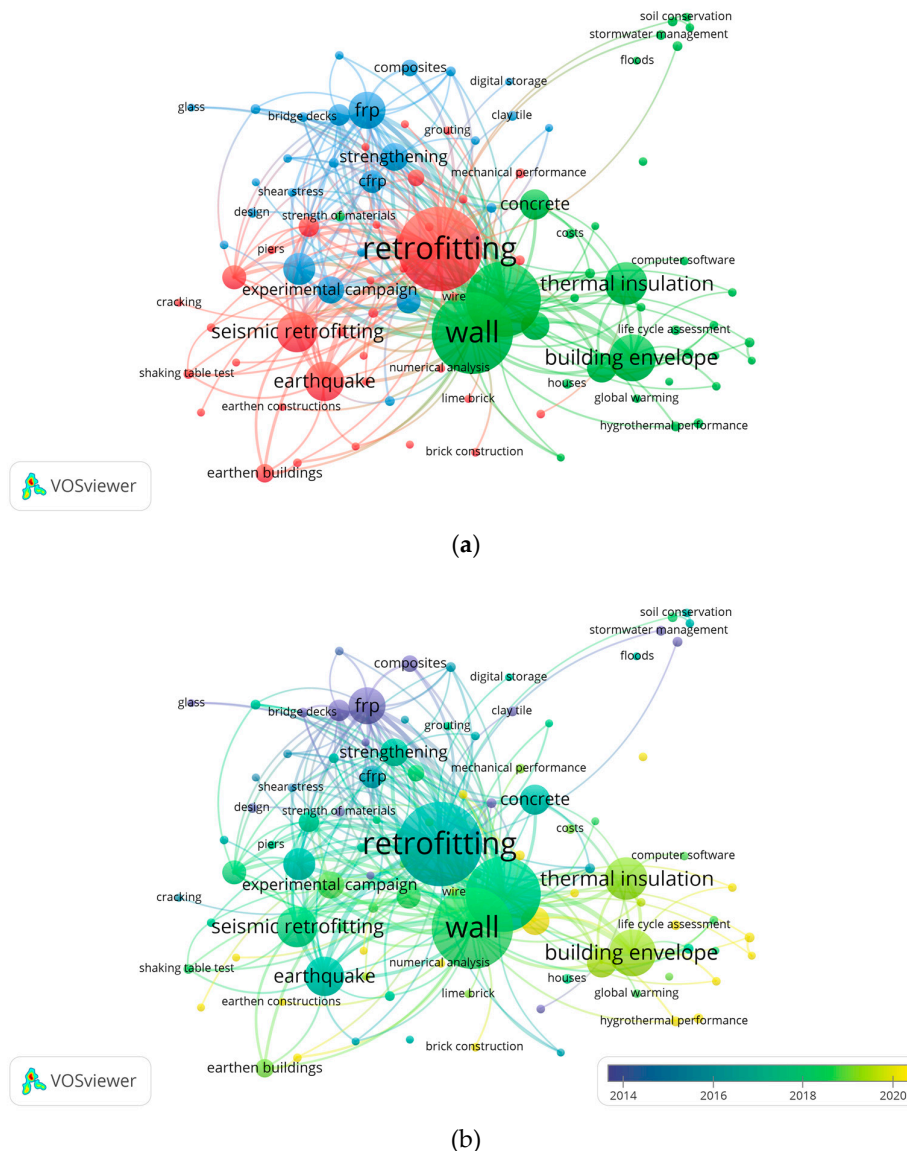 soil conservation
stormwater management
floods
composites
digital storage
glass
bridge decks
frp
clay tile
grouting
strengthening
mechanical performance
cfrp
shear stress
concrete
design
strength of materials
costs
retrofitting
piers
computer software
experimental campaign
thermal insulation
wire
cracking
seismic retrofitting
wall
life cycle assessment
building envelope
shaking table test
earthquake
numerical analysis
houses
lime brick
global warming
earthen constructions
hygrothermal performance
brick construction
earthen buildings
VOSviewer
(a)
soil conservation
stormwater management
floods
composites
digital storage
glass
bridge decks
frp
clay tile
grouting
strengthening
mechanical performance
cfrp
shear stress
concrete
design
strength of materials
costs
retrofitting
piers
computer software
experimental campaign
thermal insulation
wire
cracking
seismic retrofitting
wall
life cycle assessment
building envelope
shaking table test
earthquake
numerical analysis
houses
lime brick
global warming
earthen constructions
hygrothermal performance
brick construction
earthen buildings
VOSviewer
2014 2016 2018 2020
(b)